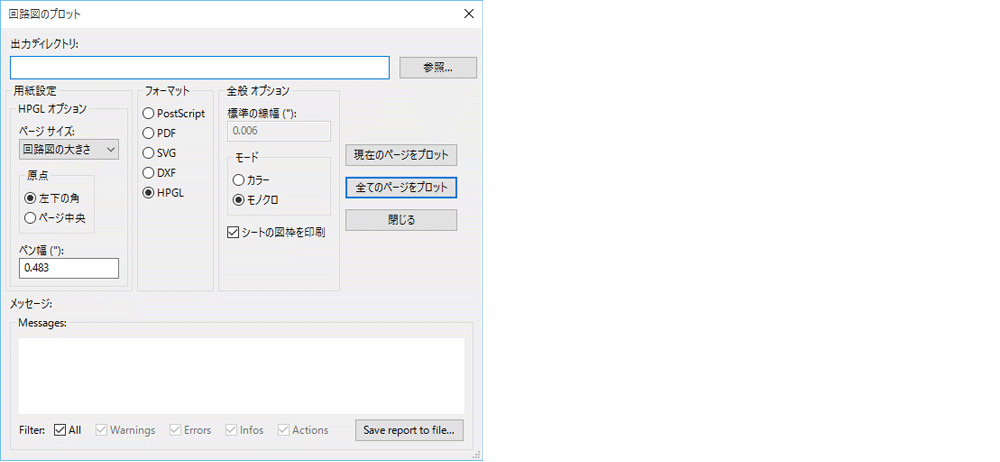 回路図のプロット
出力ディレクトリ:
参照...
用紙設定
HPGL オプション
ページ サイズ:
回路図の大きさ
原点
左下の角
ページ中央
ペン幅 ("):
0.483
フォーマット
PostScript
PDF
SVG
DXF
HPGL
全般 オプション
標準の線幅 ("):
0.006
モード
カラー
モノクロ
シートの図枠を印刷
現在のページをプロット
全てのページをプロット
閉じる
メッセージ:
Messages:
Filter: All Warnings Errors Infos Actions Save report to file...